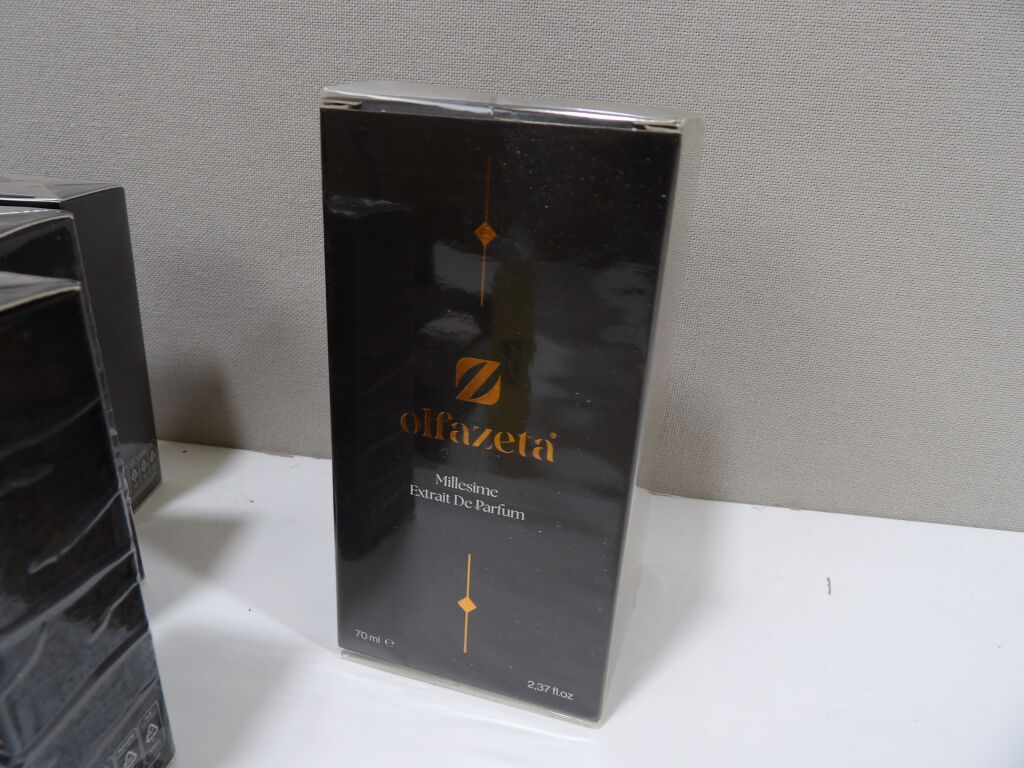 olfazeta
Millesime
Extrait De Parfum
70 ml ℮
2,37 fl.oz